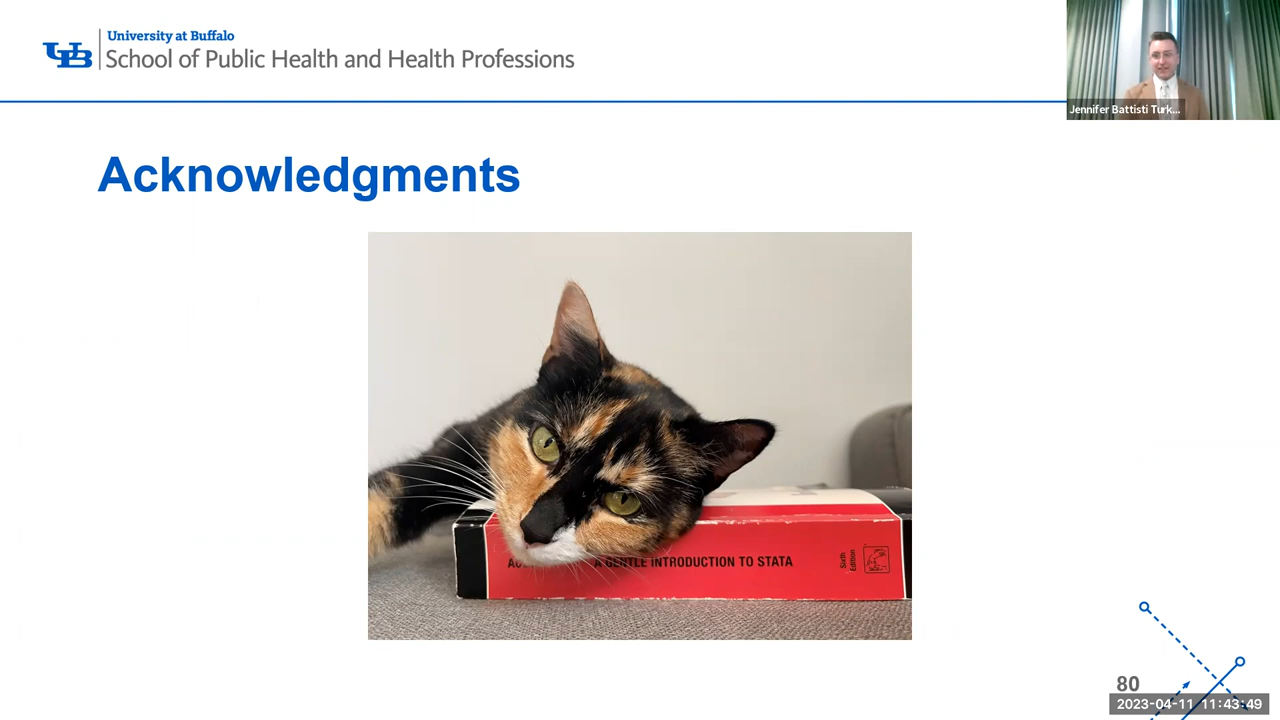 UB
University at Buffalo
School of Public Health and Health Professions
Jennifer Battisti Turk...
Acknowledgments
A GENTLE INTRODUCTION TO STATA
Sixth
Edition
80
2023-04-11 11:43:49